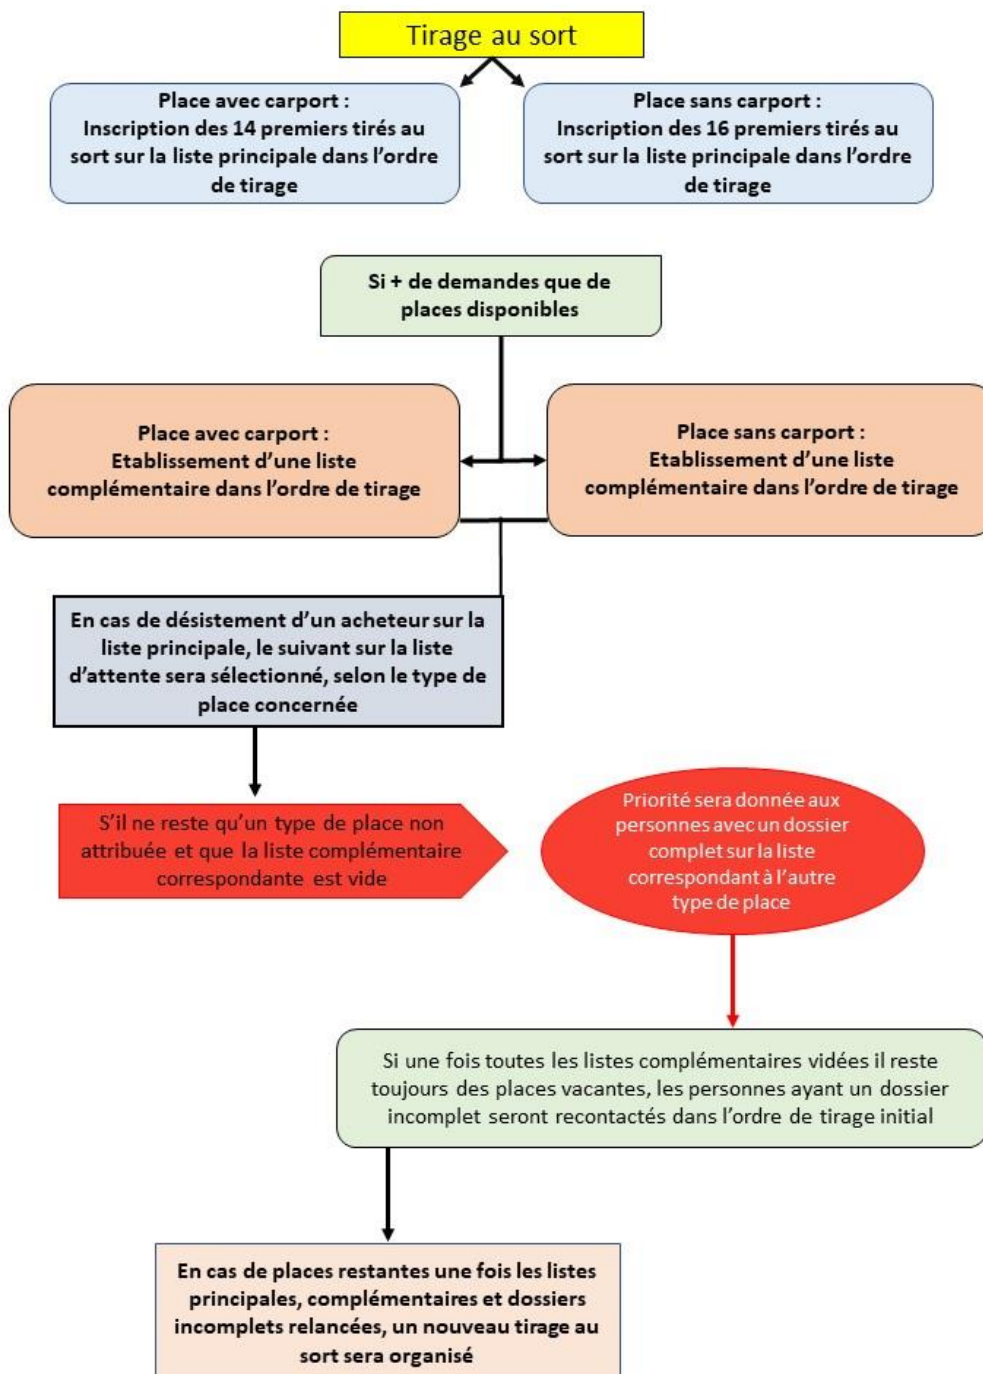 Tirage au sort
Place avec carport :
Inscription des 14 premiers tirés au
sort sur la liste principale dans l'ordre
de tirage
Place sans carport :
Inscription des 16 premiers tirés au
sort sur la liste principale dans l'ordre
de tirage
Si + de demandes que de
places disponibles
Place avec carport :
Etablissement d'une liste
complémentaire dans l'ordre de tirage
Place sans carport :
Etablissement d'une liste
complémentaire dans l'ordre de tirage
En cas de désistement d'un acheteur sur la
liste principale, le suivant sur la liste
d'attente sera sélectionné, selon le type de
place concernée
S'il ne reste qu'un type de place non
attribuée et que la liste complémentaire
correspondante est vide
Priorité sera donnée aux
personnes avec un dossier
complet sur la liste
correspondant à l'autre
type de place
Si une fois toutes les listes complémentaires vidées il reste
toujours des places vacantes, les personnes ayant un dossier
incomplet seront recontactés dans l'ordre de tirage initial
En cas de places restantes une fois les listes
principales, complémentaires et dossiers
incomplets relancées, un nouveau tirage au
sort sera organisé